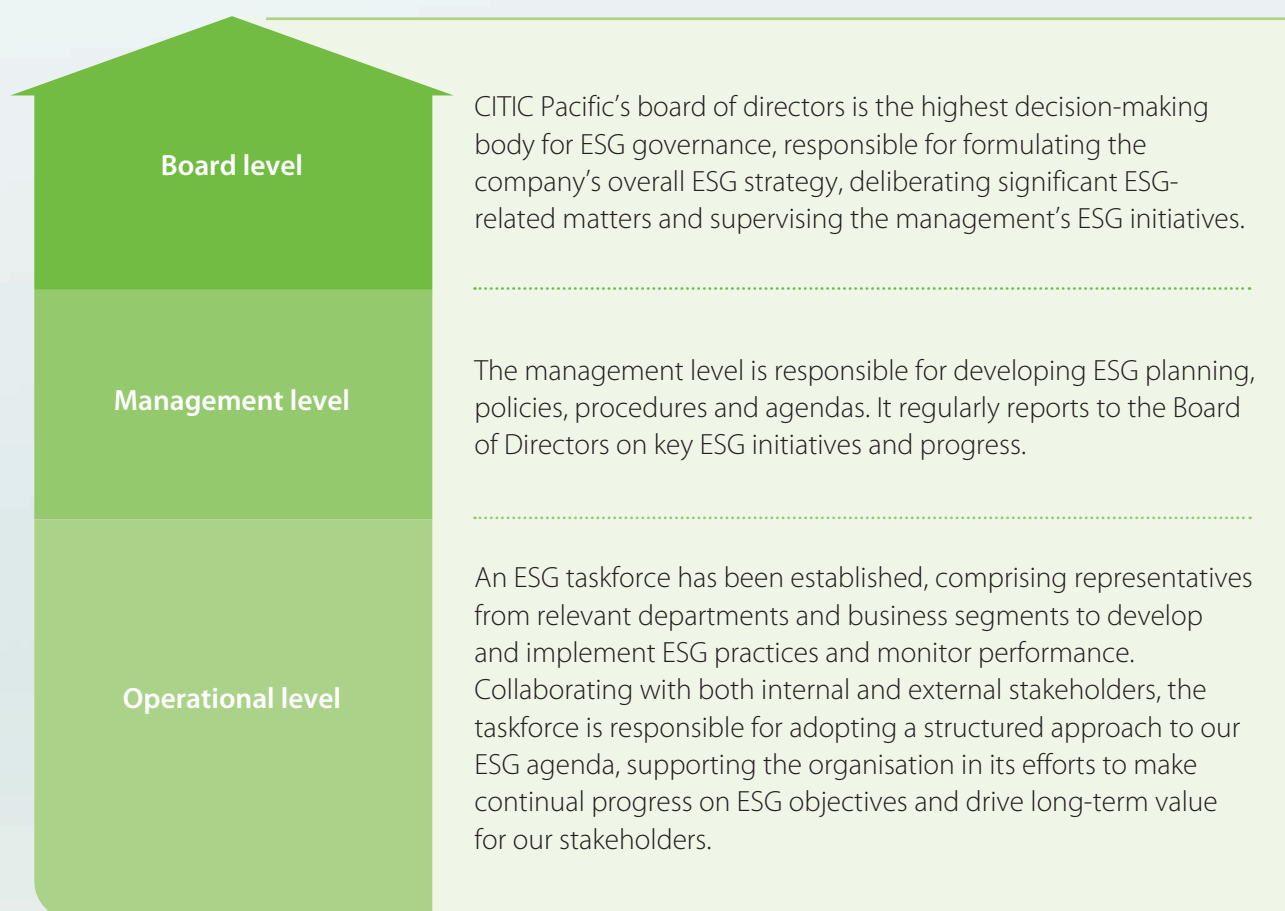 Board level
CITIC Pacific’s board of directors is the highest decision-making
body for ESG governance, responsible for formulating the
company’s overall ESG strategy, deliberating significant ESG-
related matters and supervising the management’s ESG initiatives.
Management level
The management level is responsible for developing ESG planning,
policies, procedures and agendas. It regularly reports to the Board
of Directors on key ESG initiatives and progress.
Operational level
An ESG taskforce has been established, comprising representatives
from relevant departments and business segments to develop
and implement ESG practices and monitor performance.
Collaborating with both internal and external stakeholders, the
taskforce is responsible for adopting a structured approach to our
ESG agenda, supporting the organisation in its efforts to make
continual progress on ESG objectives and drive long-term value
for our stakeholders.